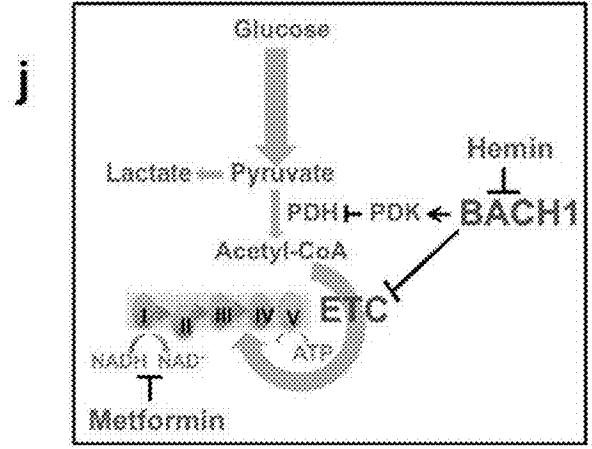 j
Glucose
Hemin
Lactate Pyruvate
PDH PDK BACH1
Acetyl-CoA
I II III IV V ETC
NADH NAD⁺ ATP
Metformin